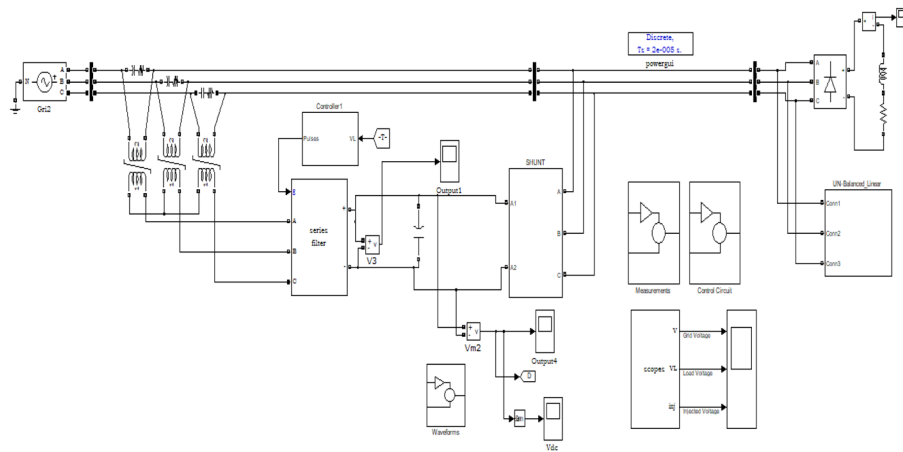 Discrete,
Ts = 2e-005 s.
powergui
N
A
B
C
Gri2
Controller1
Pulses
VL
-T-
Output1
E
A
B
C
series
filter
+
-
+
-
v
V3
SHUNT
A1
A2
A
B
C
A
B
C
+
-
UN-Balanced_Linear
Conn1
Conn2
Conn3
Measurements
Control Circuit
+
-
v
Vm2
Output4
D
Vdc
Waveforms
scopes
V
VL
inj
Grid Voltage
Load Voltage
Injected Voltage